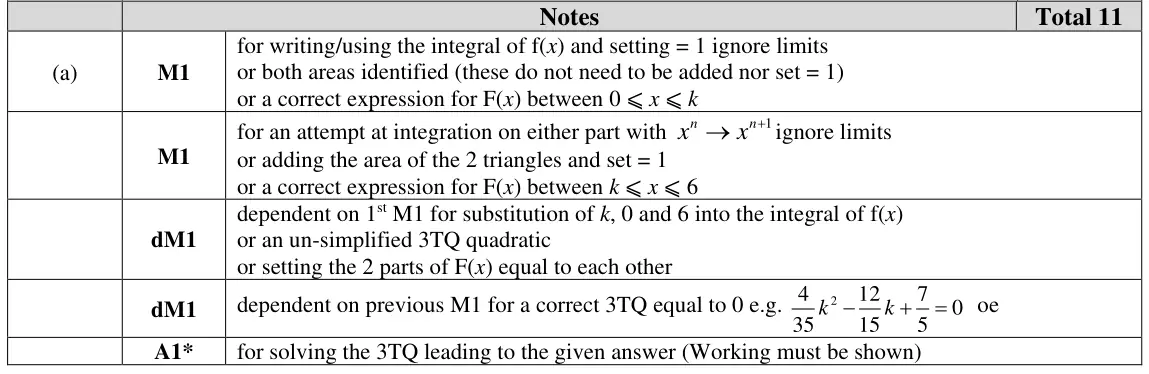 Notes Total 11
(a) M1 for writing/using the integral of f(x) and setting = 1 ignore limits
or both areas identified (these do not need to be added nor set = 1)
or a correct expression for F(x) between 0 ⩽ x ⩽ k
M1 for an attempt at integration on either part with xⁿ → xⁿ⁺¹ ignore limits
or adding the area of the 2 triangles and set = 1
or a correct expression for F(x) between k ⩽ x ⩽ 6
dM1 dependent on 1st M1 for substitution of k, 0 and 6 into the integral of f(x)
or an un-simplified 3TQ quadratic
or setting the 2 parts of F(x) equal to each other
dM1 dependent on previous M1 for a correct 3TQ equal to 0 e.g. 4/35 k² − 12/15 k + 7/5 = 0 oe
A1* for solving the 3TQ leading to the given answer (Working must be shown)